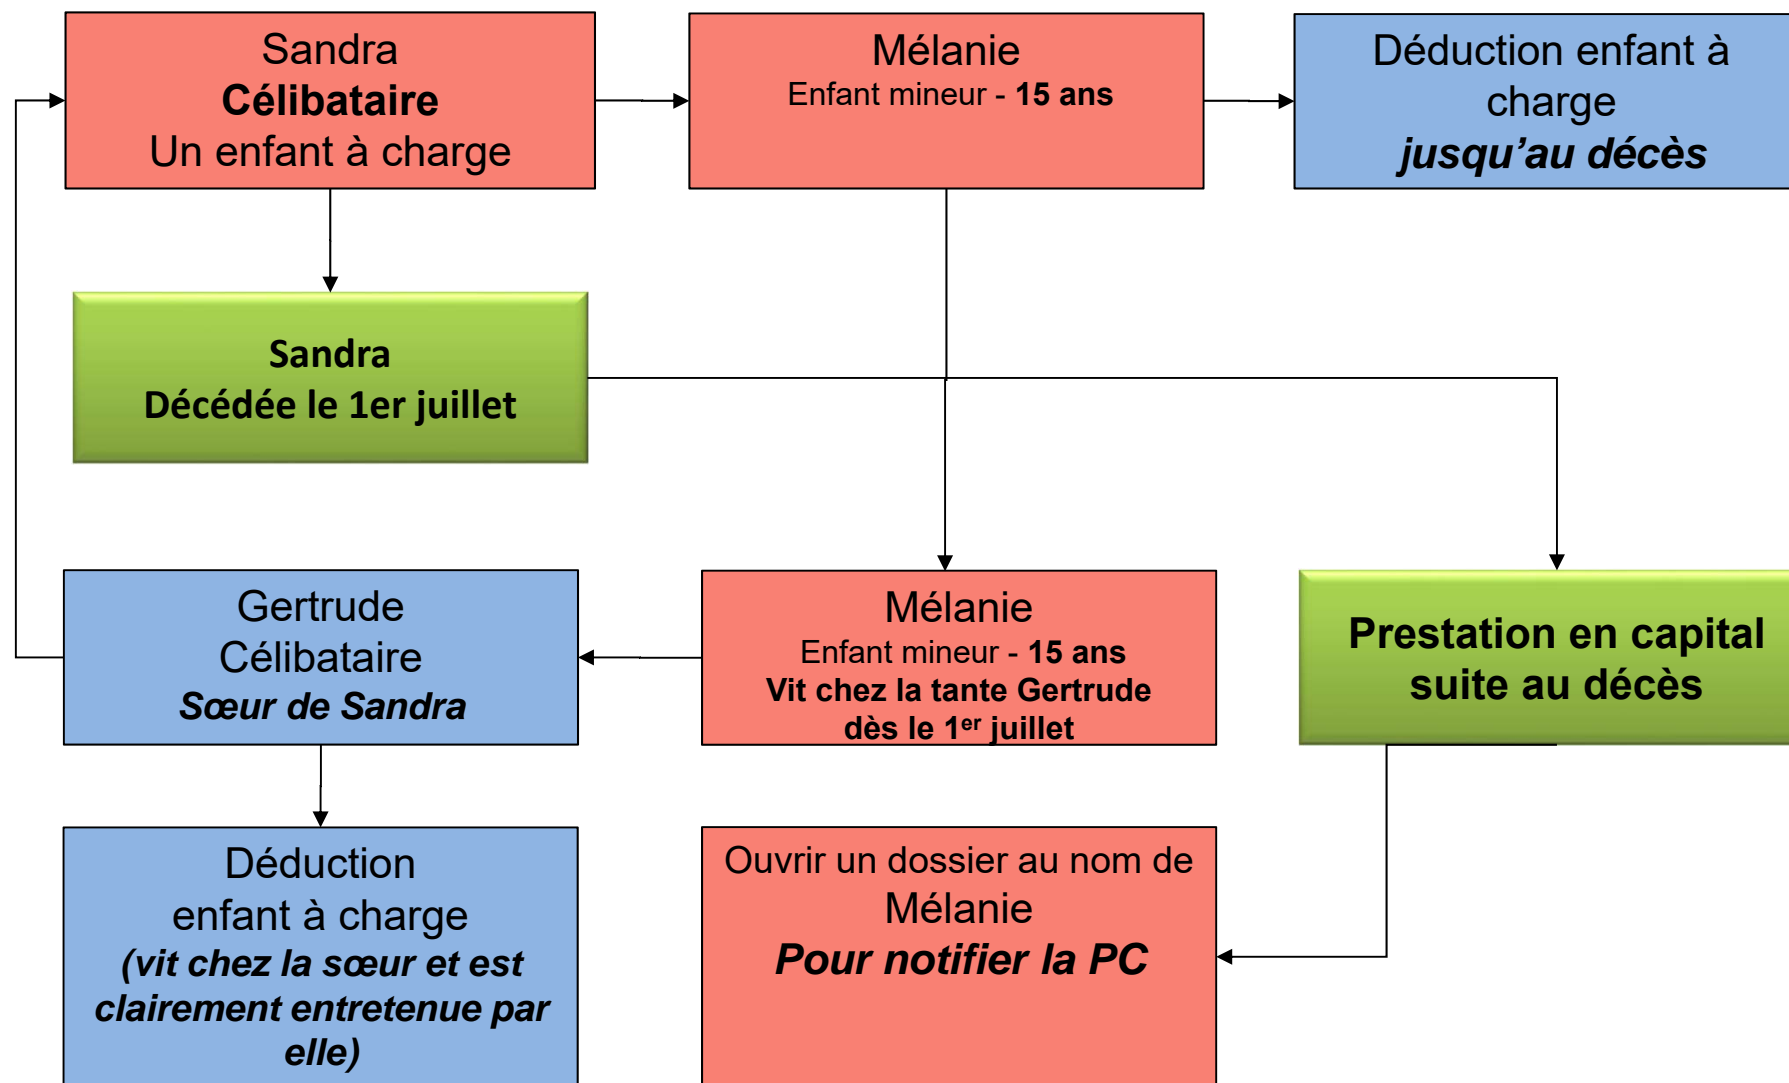 Sandra
Célibataire
Un enfant à charge
Mélanie
Enfant mineur - 15 ans
Déduction enfant à
charge
jusqu’au décès
Sandra
Décédée le 1er juillet
Gertrude
Célibataire
Sœur de Sandra
Mélanie
Enfant mineur - 15 ans
Vit chez la tante Gertrude
dès le 1er juillet
Prestation en capital
suite au décès
Déduction
enfant à charge
(vit chez la sœur et est
clairement entretenue par
elle)
Ouvrir un dossier au nom de
Mélanie
Pour notifier la PC